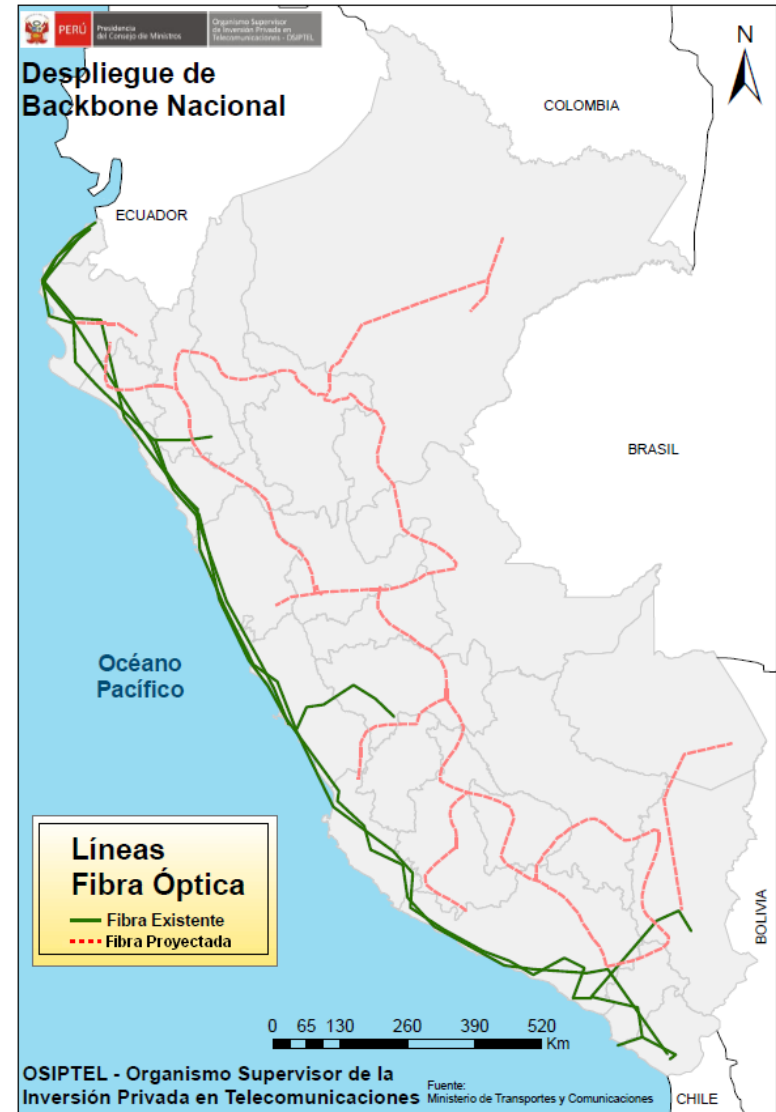 PERÚ
Presidencia
del Consejo de Ministros
Organismo Supervisor
de Inversión Privada en
Telecomunicaciones - OSIPTEL
Despliegue de
Backbone Nacional
N
COLOMBIA
ECUADOR
BRASIL
Océano
Pacífico
Líneas
Fibra Óptica
Fibra Existente
Fibra Proyectada
BOLIVIA
0 65 130 260 390 520
Km
OSIPTEL - Organismo Supervisor de la
Inversión Privada en Telecomunicaciones
Fuente:
Ministerio de Transportes y Comunicaciones
CHILE